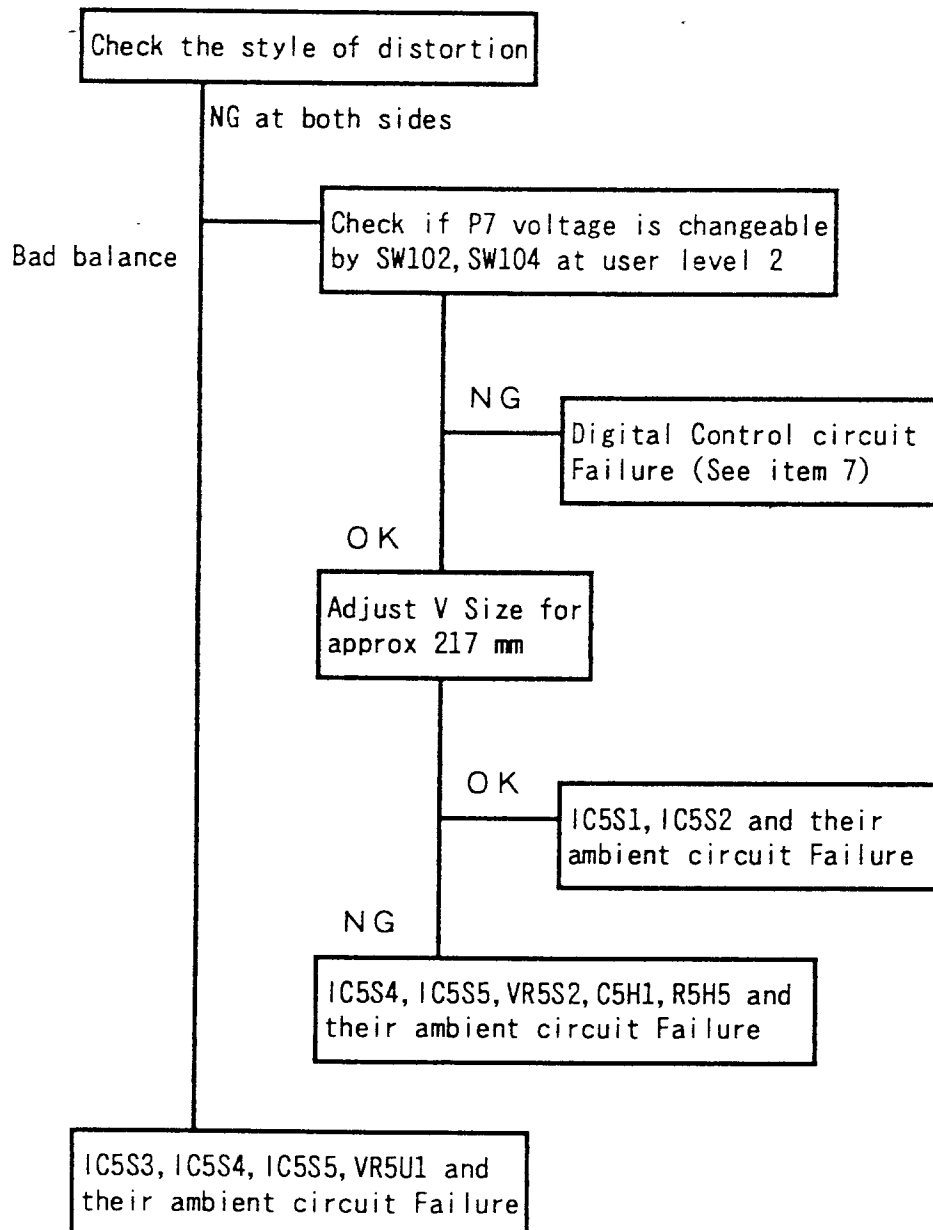 Check the style of distortion
NG at both sides
Check if P7 voltage is changeable
by SW102, SW104 at user level 2
Bad balance
NG
Digital Control circuit
Failure (See item 7)
OK
Adjust V Size for
approx 217 mm
OK
IC5S1, IC5S2 and their
ambient circuit Failure
NG
IC5S4, IC5S5, VR5S2, C5H1, R5H5 and
their ambient circuit Failure
IC5S3, IC5S4, IC5S5, VR5U1 and
their ambient circuit Failure